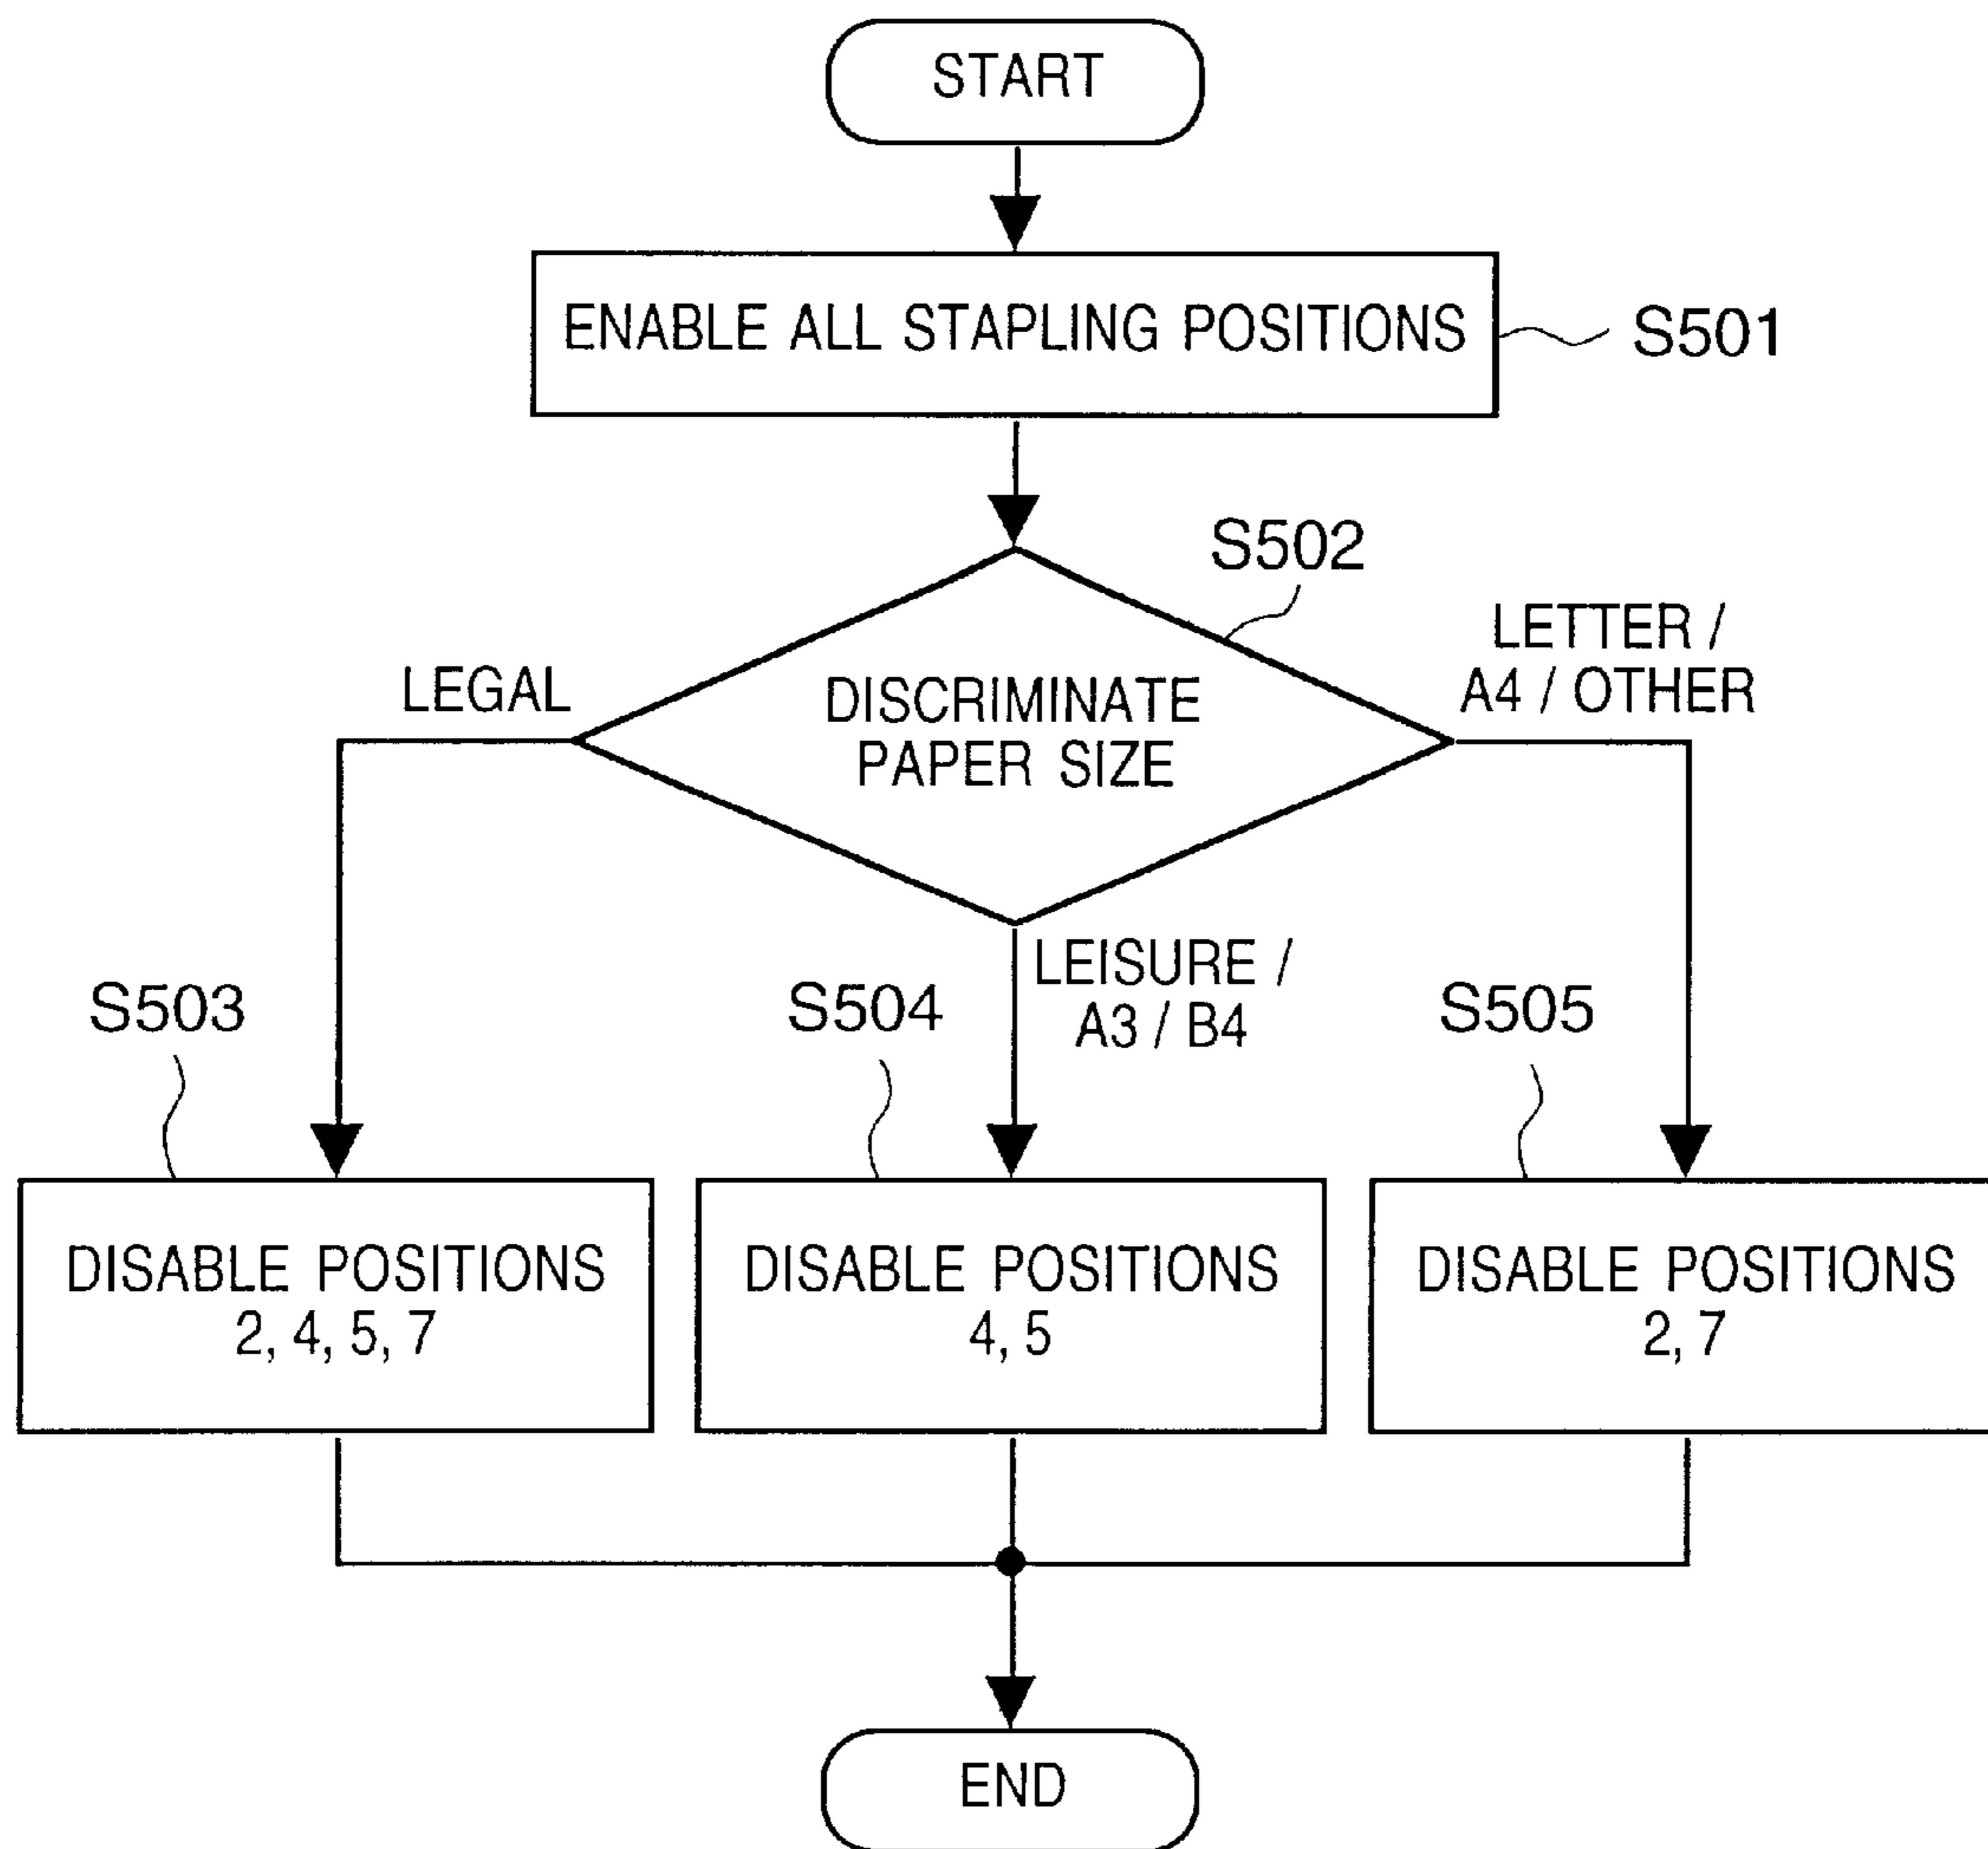 START
ENABLE ALL STAPLING POSITIONS
S501
S502
LETTER /
A4 / OTHER
LEGAL
DISCRIMINATE
PAPER SIZE
LEISURE /
A3 / B4
S503
S504
S505
DISABLE POSITIONS
2, 4, 5, 7
DISABLE POSITIONS
4, 5
DISABLE POSITIONS
2, 7
END